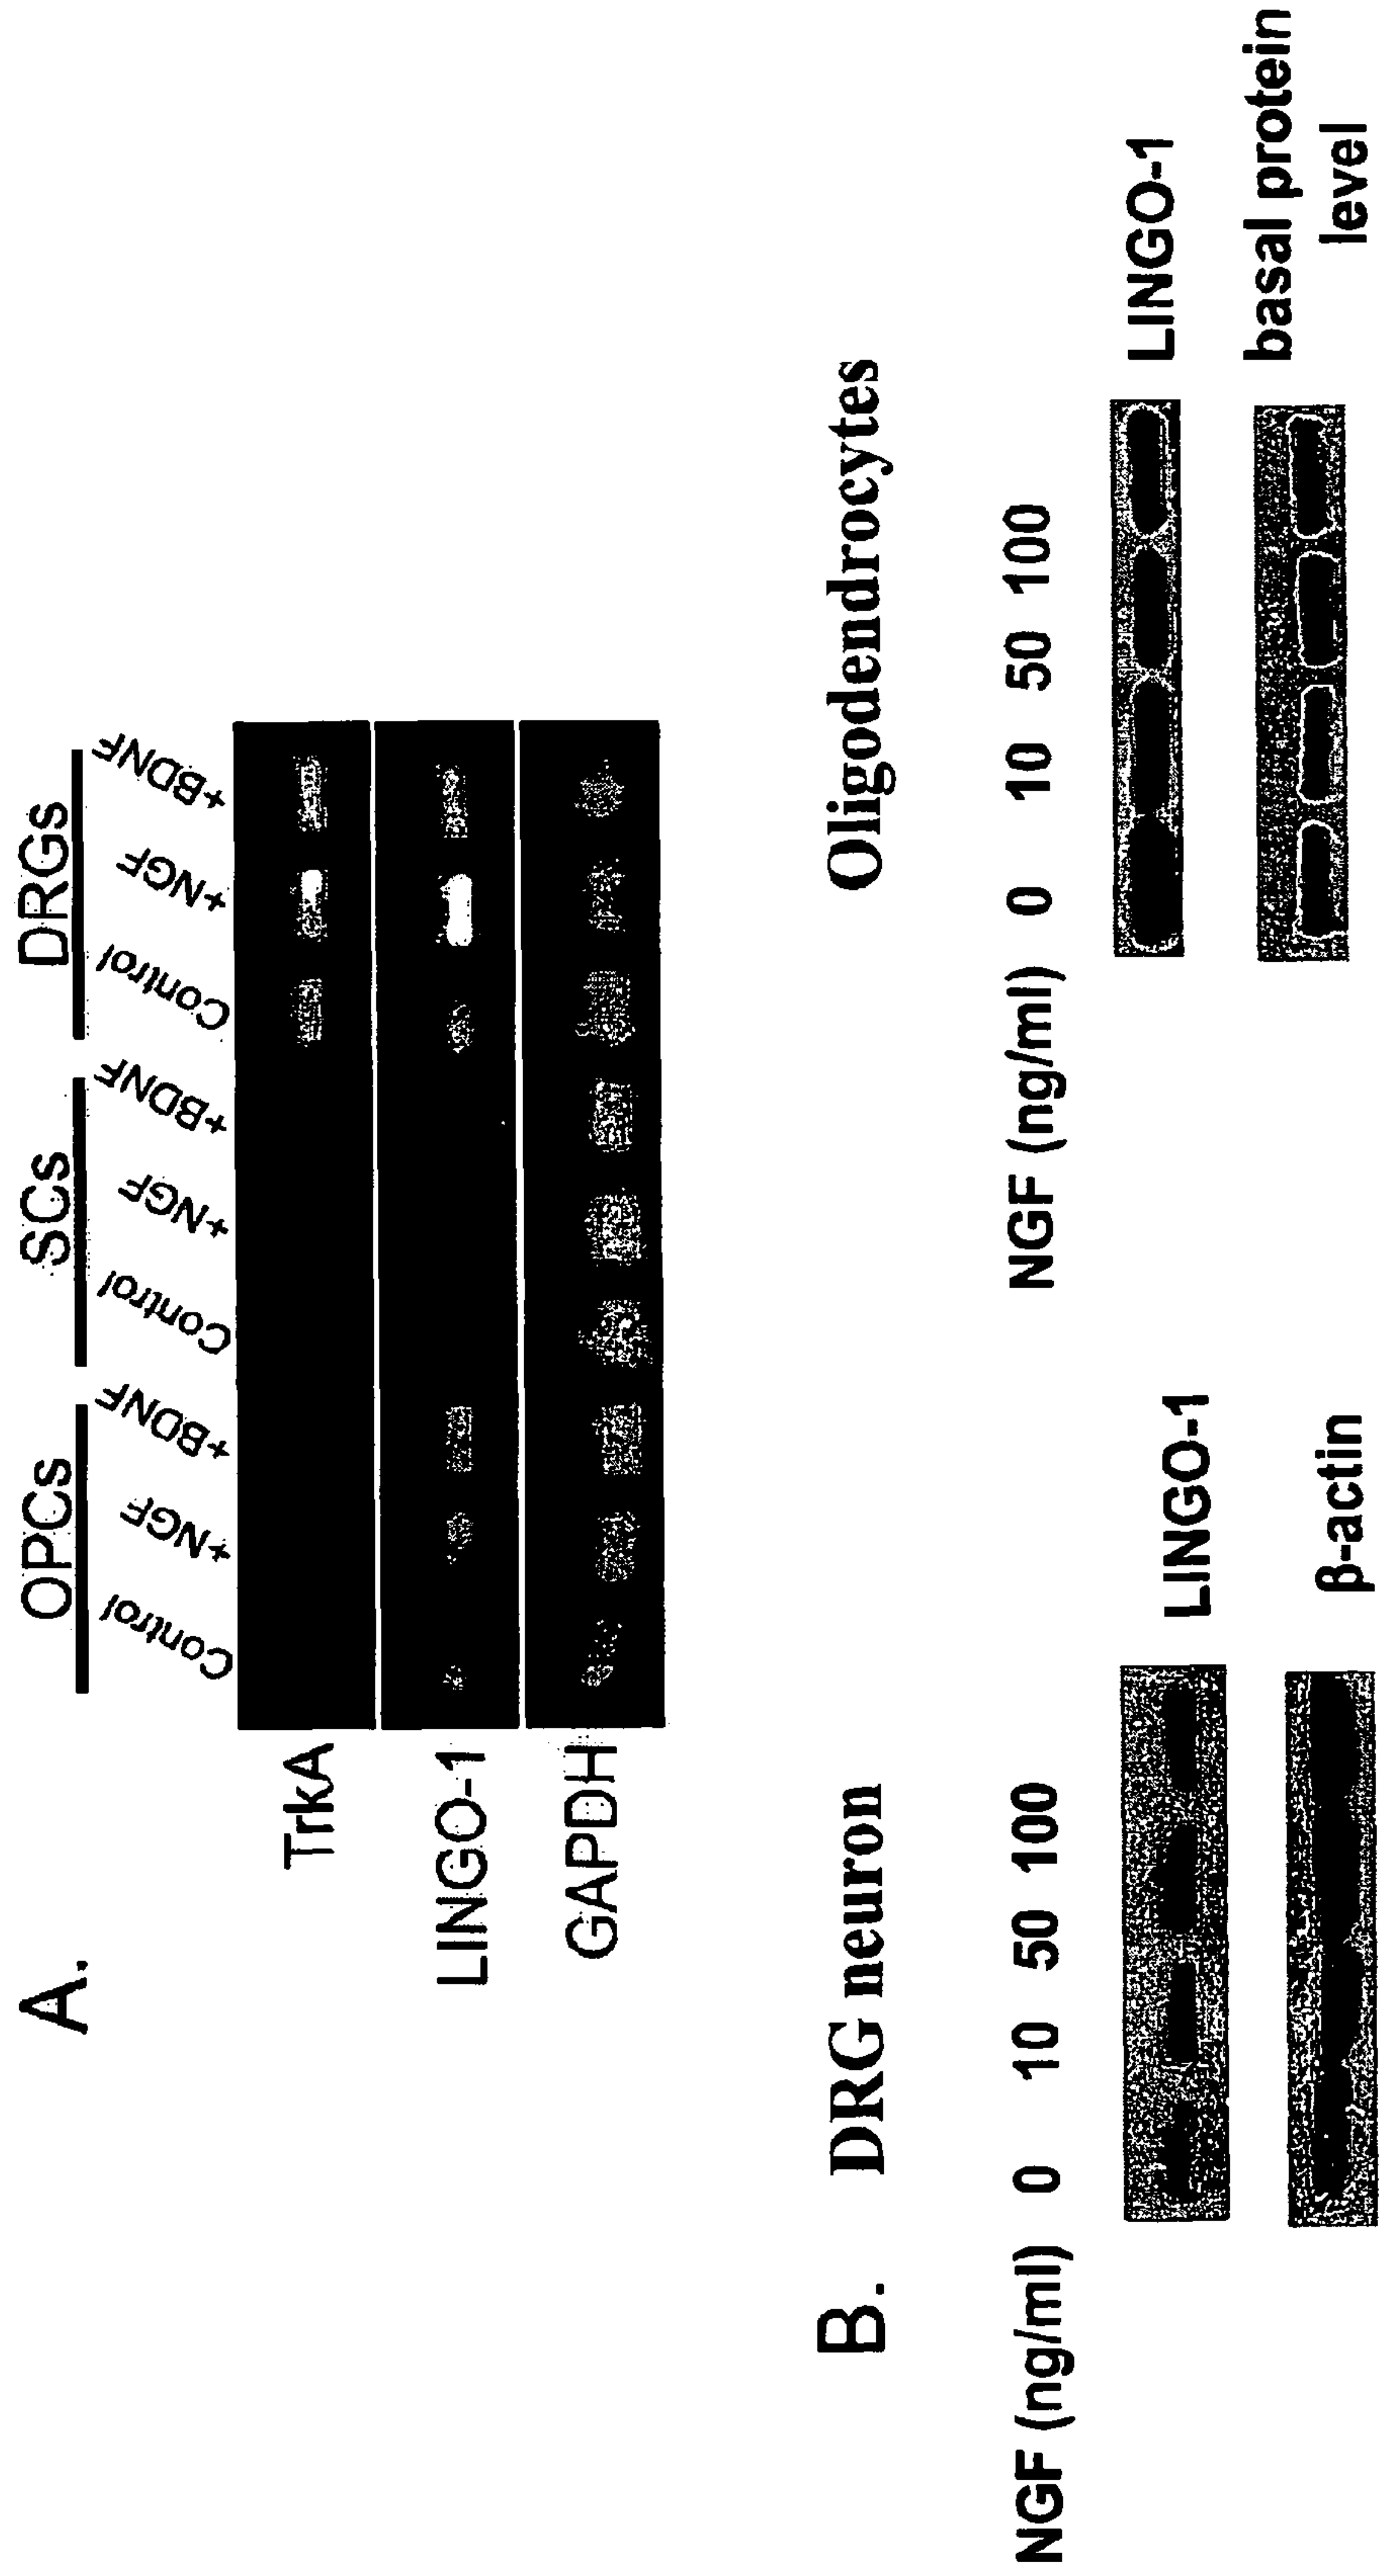 A.
OPCs SCs DRGs
Control +NGF +BDNF Control +NGF +BDNF Control +NGF +BDNF
TrkA
LINGO-1
GAPDH
B. DRG neuron
NGF (ng/ml) 0 10 50 100
LINGO-1
β-actin
Oligodendrocytes
NGF (ng/ml) 0 10 50 100
LINGO-1
basal protein
level